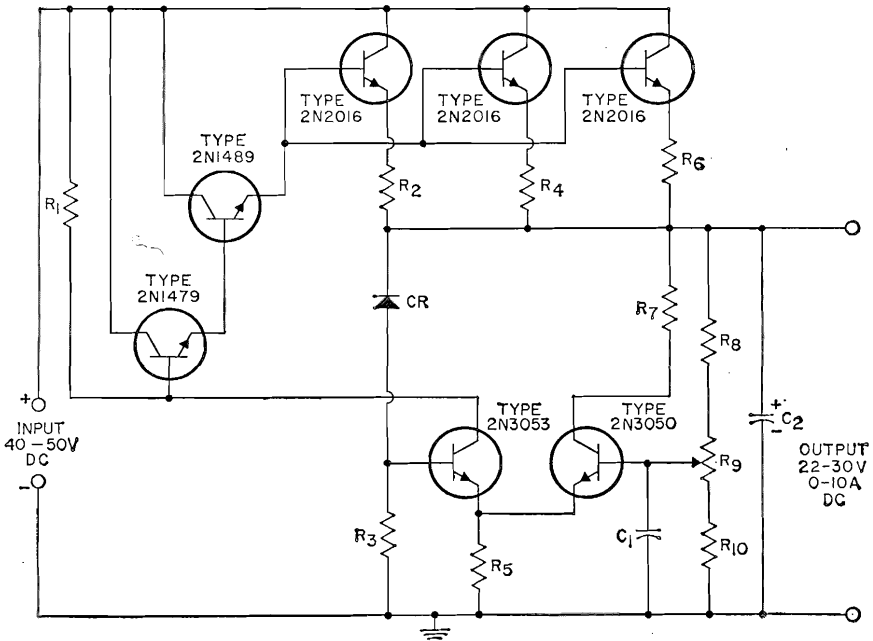 TYPE
2N2016
TYPE
2N2016
TYPE
2N2016
TYPE
2N1489
R1
R2
R4
R6
TYPE
2N1479
CR
R7
R8
+
INPUT
40-50V
DC
-
TYPE
2N3053
TYPE
2N3050
R9
+
-
C2
OUTPUT
22-30V
0-10A
DC
R3
R5
C1
R10